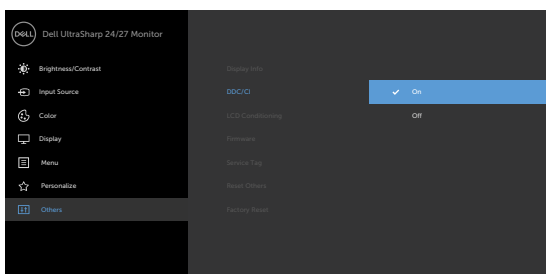 DELL Dell UltraSharp 24/27 Monitor
Brightness/Contrast
Input Source
Color
Display
Menu
Personalize
Others
Display Info
DDC/CI
LCD Conditioning
Firmware
Service Tag
Reset Others
Factory Reset
On
Off